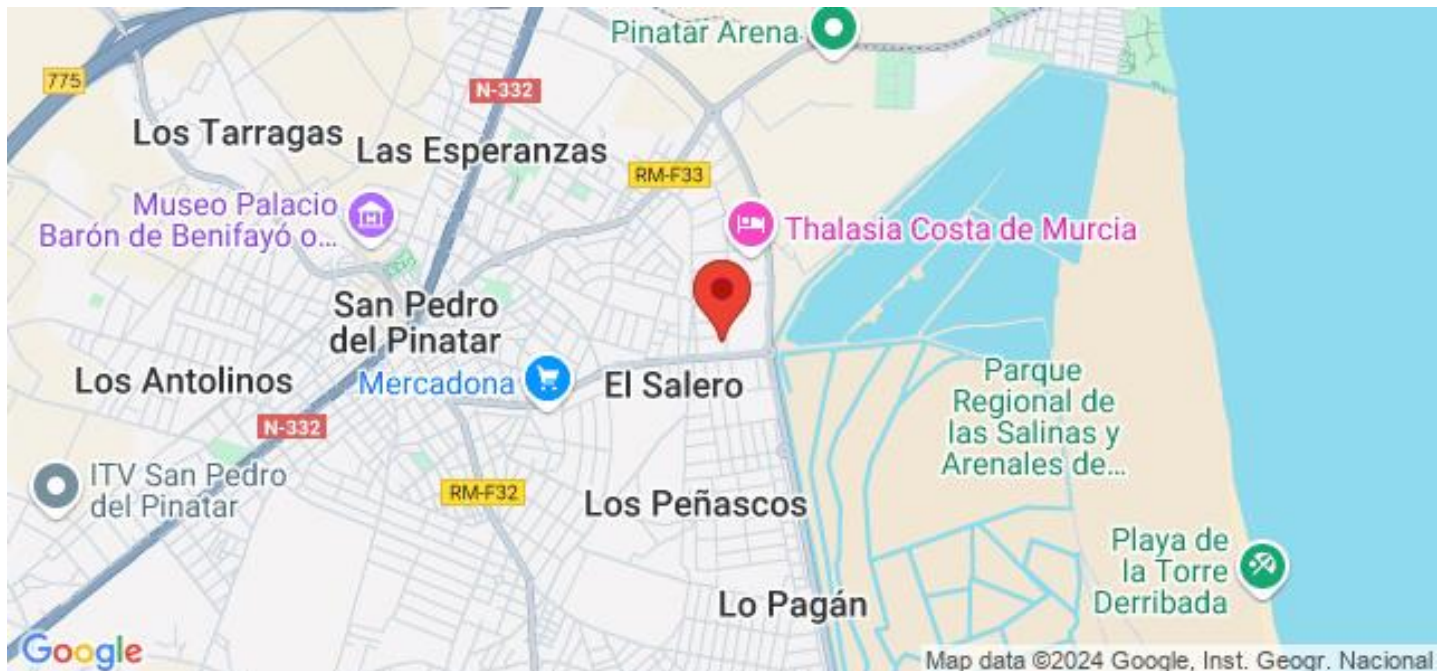 Pinatar Arena
775
N-332
Los Tarragas
Las Esperanzas
RM-F33
Museo Palacio
Barón de Benifayó o...
Thalasia Costa de Murcia
San Pedro
del Pinatar
Los Antolinos
Mercadona
El Salero
Parque
Regional de
las Salinas y
Arenales de...
N-332
ITV San Pedro
del Pinatar
RM-F32
Los Peñascos
Playa de
la Torre
Derribada
Lo Pagán
Google
Map data ©2024 Google, Inst. Geogr. Nacional